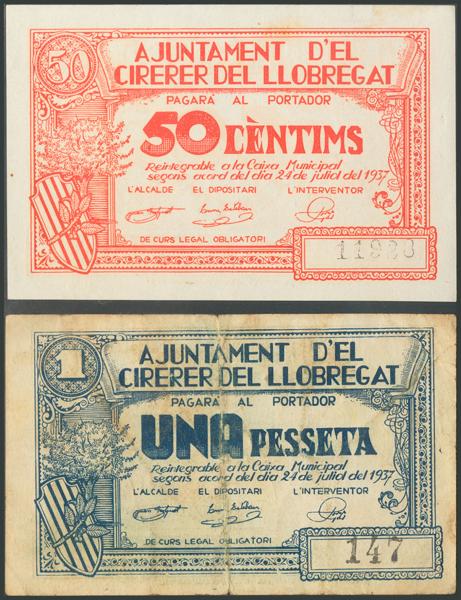 50
AJUNTAMENT D'EL
CIRERER DEL LLOBREGAT
PAGARÀ AL PORTADOR
50 CÈNTIMS
Reintegrable a la Caixa Municipal
segons acord del dia 24 de juliol del 1937
L'ALCALDE EL DIPOSITARI L'INTERVENTOR
DE CURS LEGAL OBLIGATORI
11923
1
AJUNTAMENT D'EL
CIRERER DEL LLOBREGAT
PAGARÀ AL PORTADOR
UNA PESSETA
Reintegrable a la Caixa Municipal
segons acord del dia 24 de juliol del 1937
L'ALCALDE EL DIPOSITARI L'INTERVENTOR
DE CURS LEGAL OBLIGATORI
147